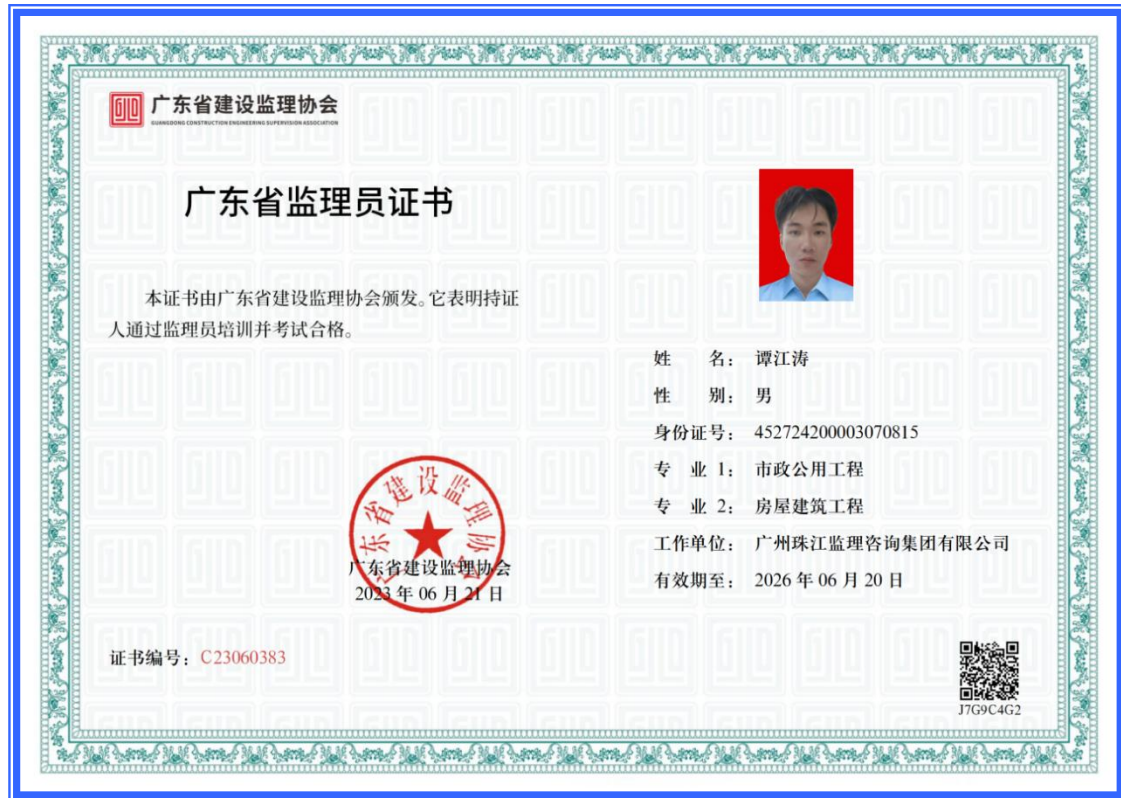 广东省建设监理协会
GUANGDONG CONSTRUCTION ENGINEERING SUPERVISION ASSOCIATION
广东省监理员证书
本证书由广东省建设监理协会颁发。它表明持证
人通过监理员培训并考试合格。
姓 名： 谭江涛
性 别： 男
身份证号： 452724200003070815
专 业 1： 市政公用工程
专 业 2： 房屋建筑工程
工作单位： 广州珠江监理咨询集团有限公司
有效期至： 2026 年 06 月 20 日
广东省建设监理协会
广东省建设监理协会
2023 年 06 月 21 日
证书编号：C23060383
J7G9C4G2